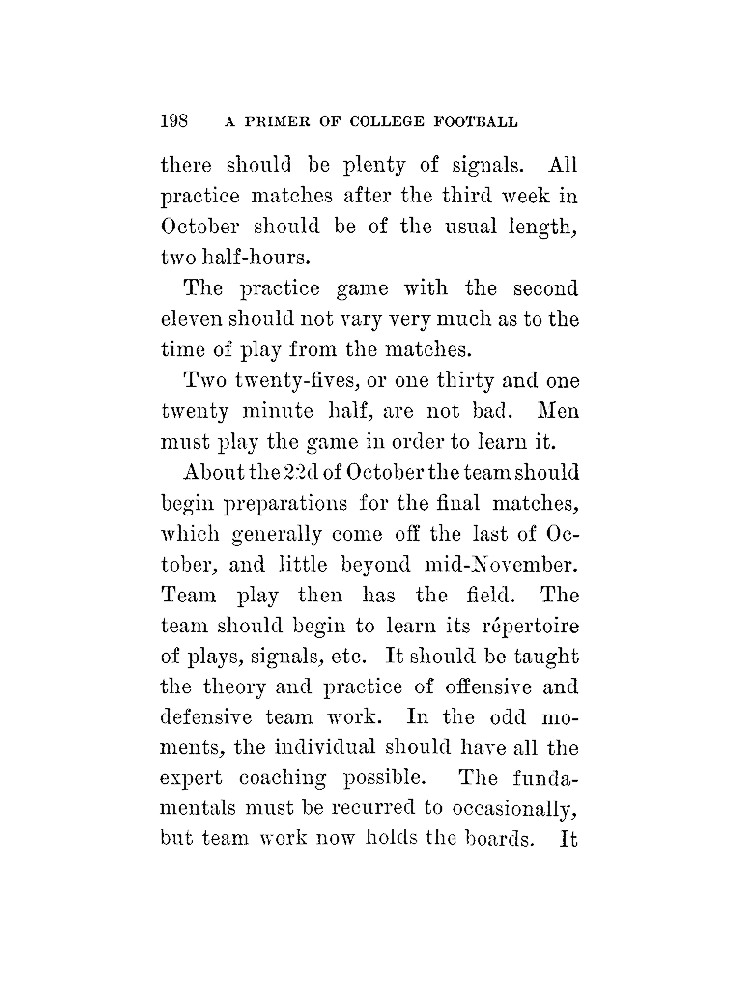 198 A PRIMER OF COLLEGE FOOTBALL
there should be plenty of signals. All
practice matches after the third week in
October should be of the usual length,
two half-hours.
The practice game with the second
eleven should not vary very much as to the
time of play from the matches.
Two twenty-fives, or one thirty and one
twenty minute half, are not bad. Men
must play the game in order to learn it.
About the 22d of October the team should
begin preparations for the final matches,
which generally come off the last of Oc-
tober, and little beyond mid-November.
Team play then has the field. The
team should begin to learn its répertoire
of plays, signals, etc. It should be taught
the theory and practice of offensive and
defensive team work. In the odd mo-
ments, the individual should have all the
expert coaching possible. The funda-
mentals must be recurred to occasionally,
but team work now holds the boards. It